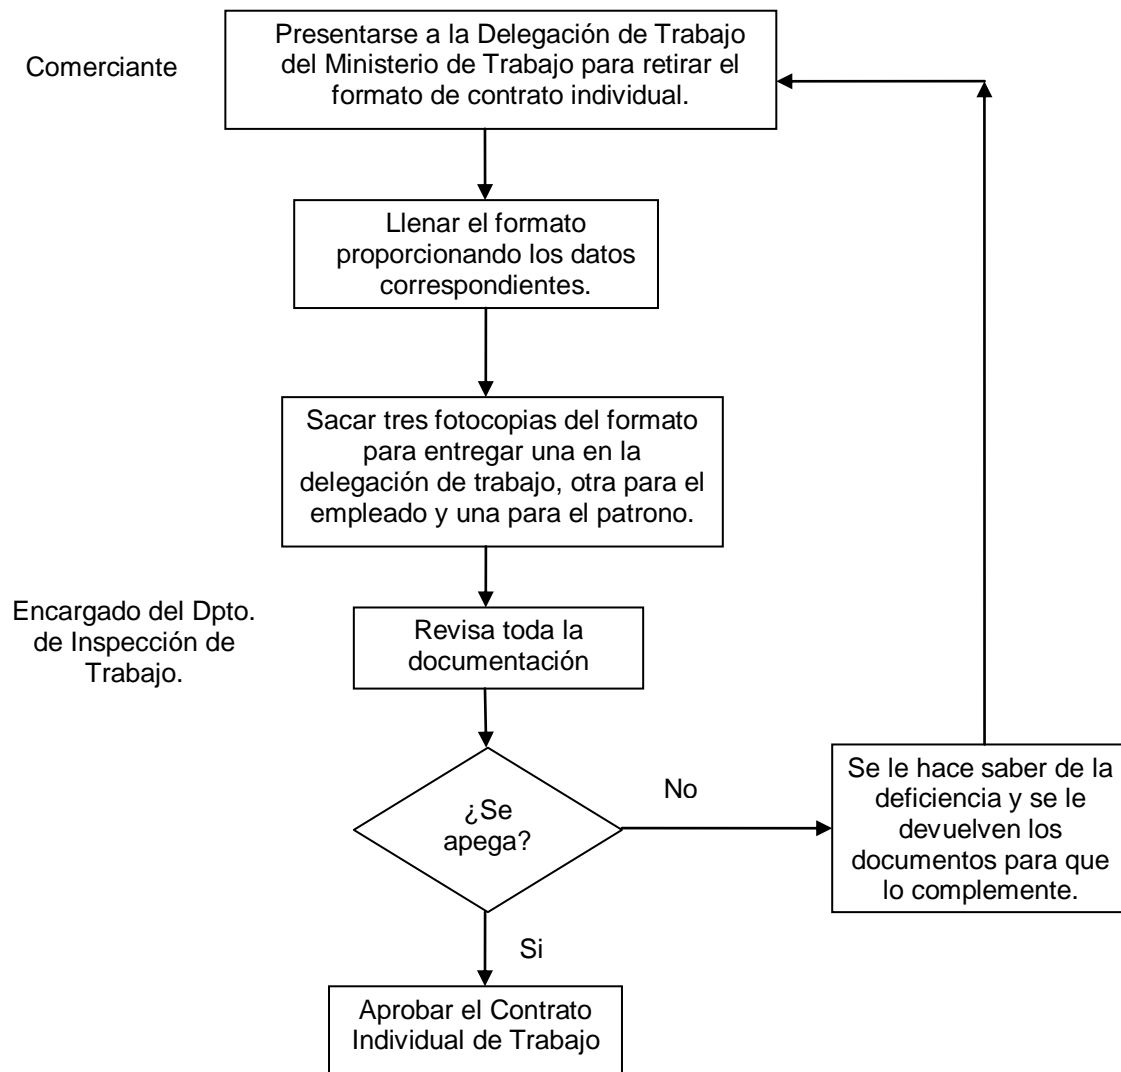 Comerciante
Presentarse a la Delegación de Trabajo
del Ministerio de Trabajo para retirar el
formato de contrato individual.
Llenar el formato
proporcionando los datos
correspondientes.
Sacar tres fotocopias del formato
para entregar una en la
delegación de trabajo, otra para el
empleado y una para el patrono.
Encargado del Dpto.
de Inspección de
Trabajo.
Revisa toda la
documentación
¿Se
apega?
No
Se le hace saber de la
deficiencia y se le
devuelven los
documentos para que
lo complemente.
Si
Aprobar el Contrato
Individual de Trabajo